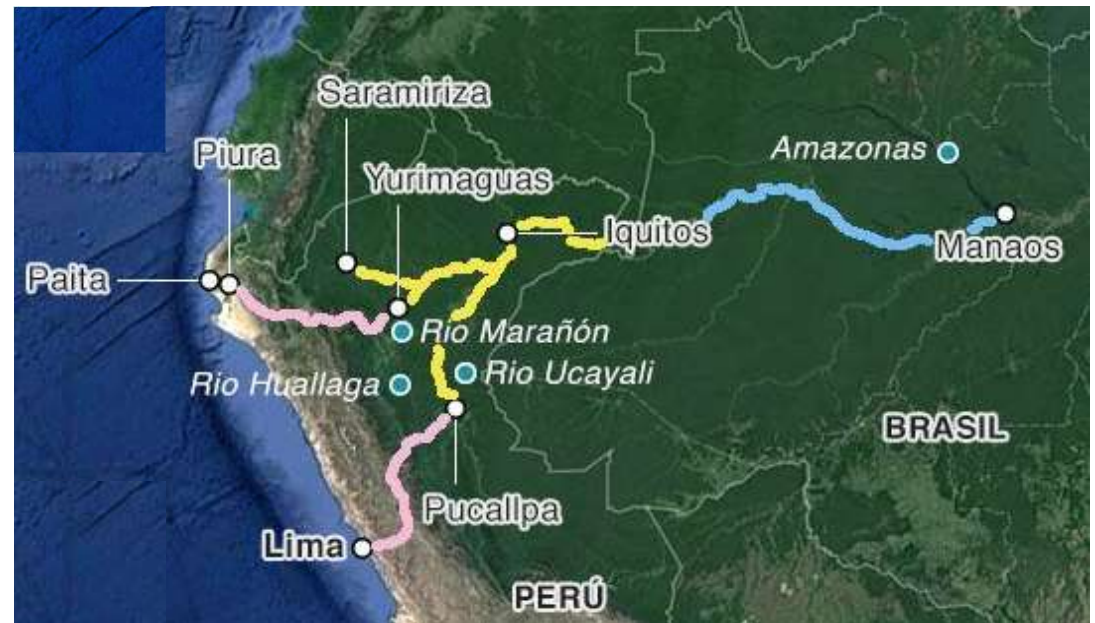 Saramiriza
Piura
Amazonas
Yurimaguas
Iquitos
Manaos
Paita
Rio Marañón
Rio Huallaga
Rio Ucayali
BRASIL
Pucallpa
Lima
PERÚ